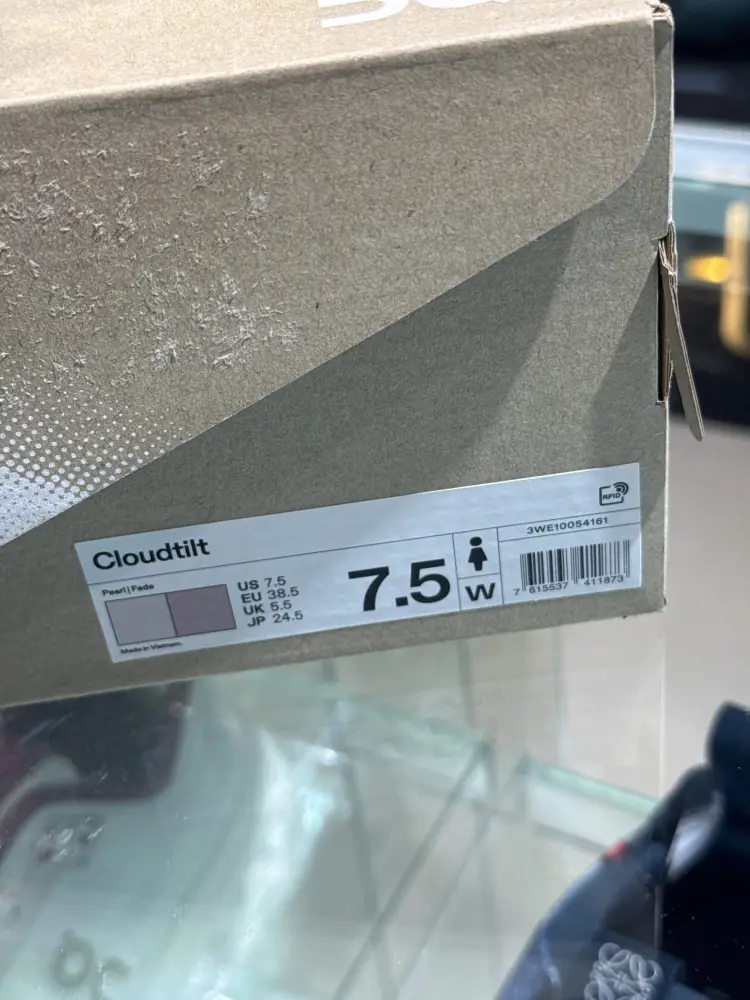 RFID
3WE10054161
Cloudtilt
Pearl | Fade
US 7.5
EU 38.5
UK 5.5
JP 24.5
7.5
W
7 615537 411873
Made in Vietnam.